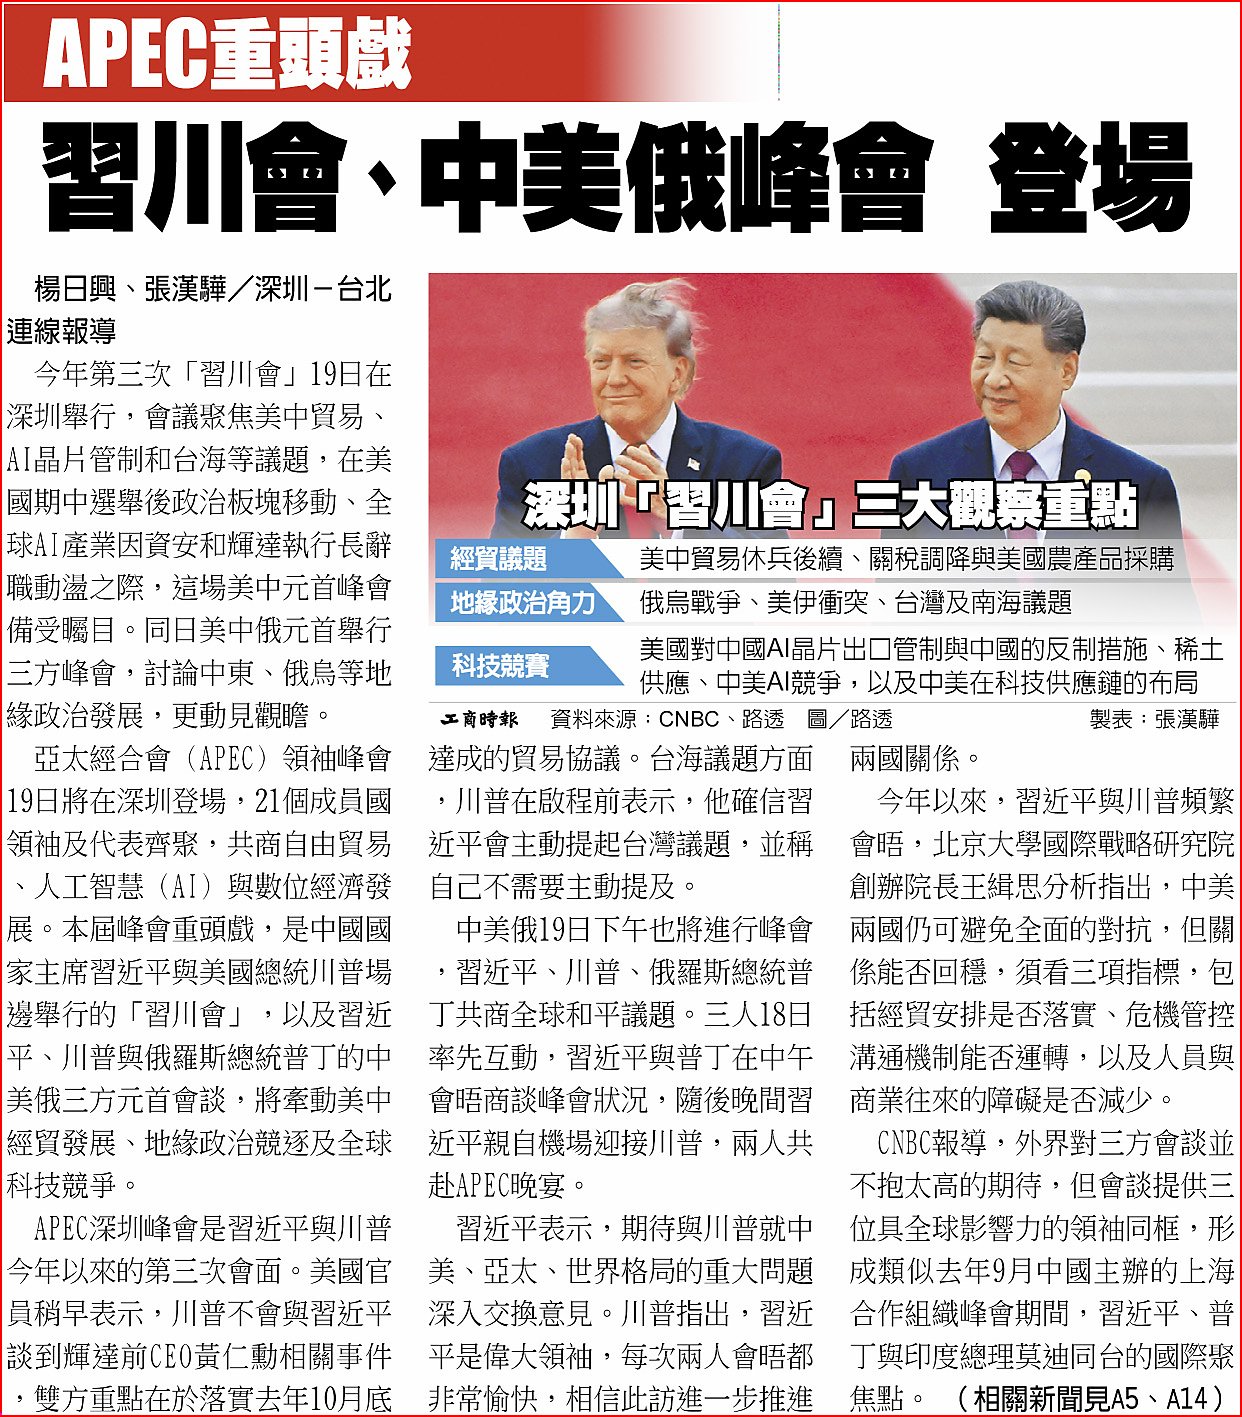 APEC重頭戲
習川會、中美俄峰會 登場
楊日興、張漢驊／深圳－台北
連線報導
今年第三次「習川會」19日在
深圳舉行，會議聚焦美中貿易、
AI晶片管制和台海等議題，在美
國期中選舉後政治板塊移動、全
球AI產業因資安和輝達執行長辭
職動盪之際，這場美中元首峰會
備受矚目。同日美中俄元首舉行
三方峰會，討論中東、俄烏等地
緣政治發展，更動見觀瞻。
亞太經合會（APEC）領袖峰會
19日將在深圳登場，21個成員國
領袖及代表齊聚，共商自由貿易
、人工智慧（AI）與數位經濟發
展。本屆峰會重頭戲，是中國國
家主席習近平與美國總統川普場
邊舉行的「習川會」，以及習近
平、川普與俄羅斯總統普丁的中
美俄三方元首會談，將牽動美中
經貿發展、地緣政治競逐及全球
科技競爭。
APEC深圳峰會是習近平與川普
今年以來的第三次會面。美國官
員稍早表示，川普不會與習近平
談到輝達前CEO黃仁勳相關事件
，雙方重點在於落實去年10月底
深圳「習川會」三大觀察重點
經貿議題 美中貿易休兵後續、關稅調降與美國農產品採購
地緣政治角力 俄烏戰爭、美伊衝突、台灣及南海議題
科技競賽 美國對中國AI晶片出口管制與中國的反制措施、稀土
供應、中美AI競爭，以及中美在科技供應鏈的布局
工商時報 資料來源：CNBC、路透 圖／路透 製表：張漢驊
達成的貿易協議。台海議題方面
，川普在啟程前表示，他確信習
近平會主動提起台灣議題，並稱
自己不需要主動提及。
中美俄19日下午也將進行峰會
，習近平、川普、俄羅斯總統普
丁共商全球和平議題。三人18日
率先互動，習近平與普丁在中午
會晤商談峰會狀況，隨後晚間習
近平親自機場迎接川普，兩人共
赴APEC晚宴。
習近平表示，期待與川普就中
美、亞太、世界格局的重大問題
深入交換意見。川普指出，習近
平是偉大領袖，每次兩人會晤都
非常愉快，相信此訪進一步推進
兩國關係。
今年以來，習近平與川普頻繁
會晤，北京大學國際戰略研究院
創辦院長王緝思分析指出，中美
兩國仍可避免全面的對抗，但關
係能否回穩，須看三項指標，包
括經貿安排是否落實、危機管控
溝通機制能否運轉，以及人員與
商業往來的障礙是否減少。
CNBC報導，外界對三方會談並
不抱太高的期待，但會談提供三
位具全球影響力的領袖同框，形
成類似去年9月中國主辦的上海
合作組織峰會期間，習近平、普
丁與印度總理莫迪同台的國際聚
焦點。（相關新聞見A5、A14）